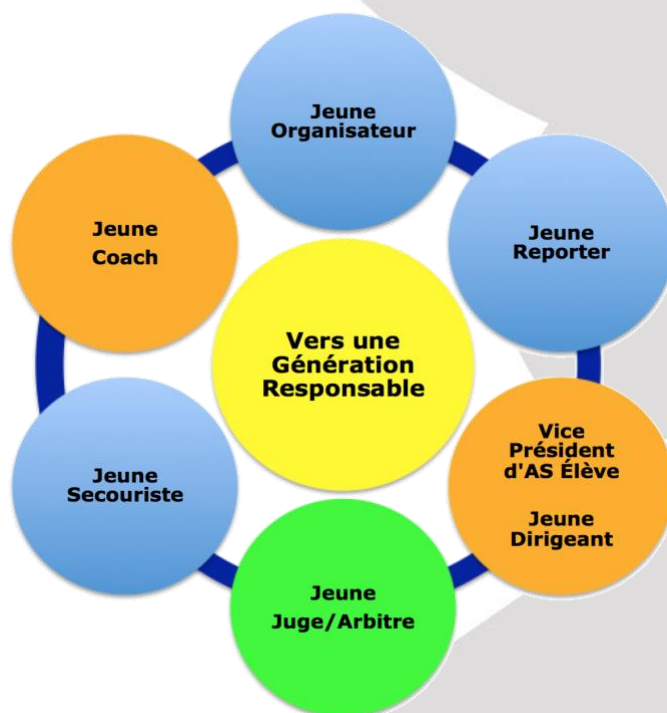 Jeune
Organisateur
Jeune
Reporter
Vice
Président
d'AS Élève
Jeune
Dirigeant
Jeune
Juge/Arbitre
Jeune
Secouriste
Jeune
Coach
Vers une
Génération
Responsable